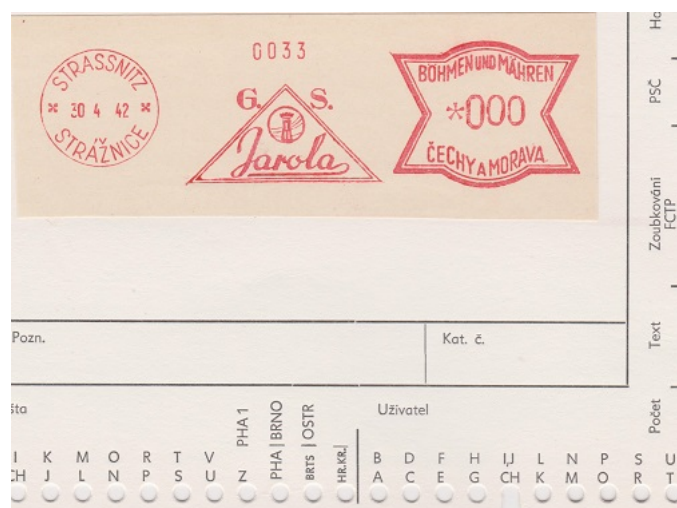 STRASSNITZ
* 30 4 42 *
STRÁŽNICE
0033
G. S.
Jarola
BÖHMEN UND MÄHREN
*000
ČECHY A MORAVA
PSČ
Zoubkování
FCTP
Text
Počet
Pozn.
Kat. č.
Uživatel
PHA 1
PHA | BRNO
BRTS | OSTR
HR.KR.|
I K M O R T V
CH J L N P S U Z
B D F H I,J L N P S U
A C E G CH K M O R T